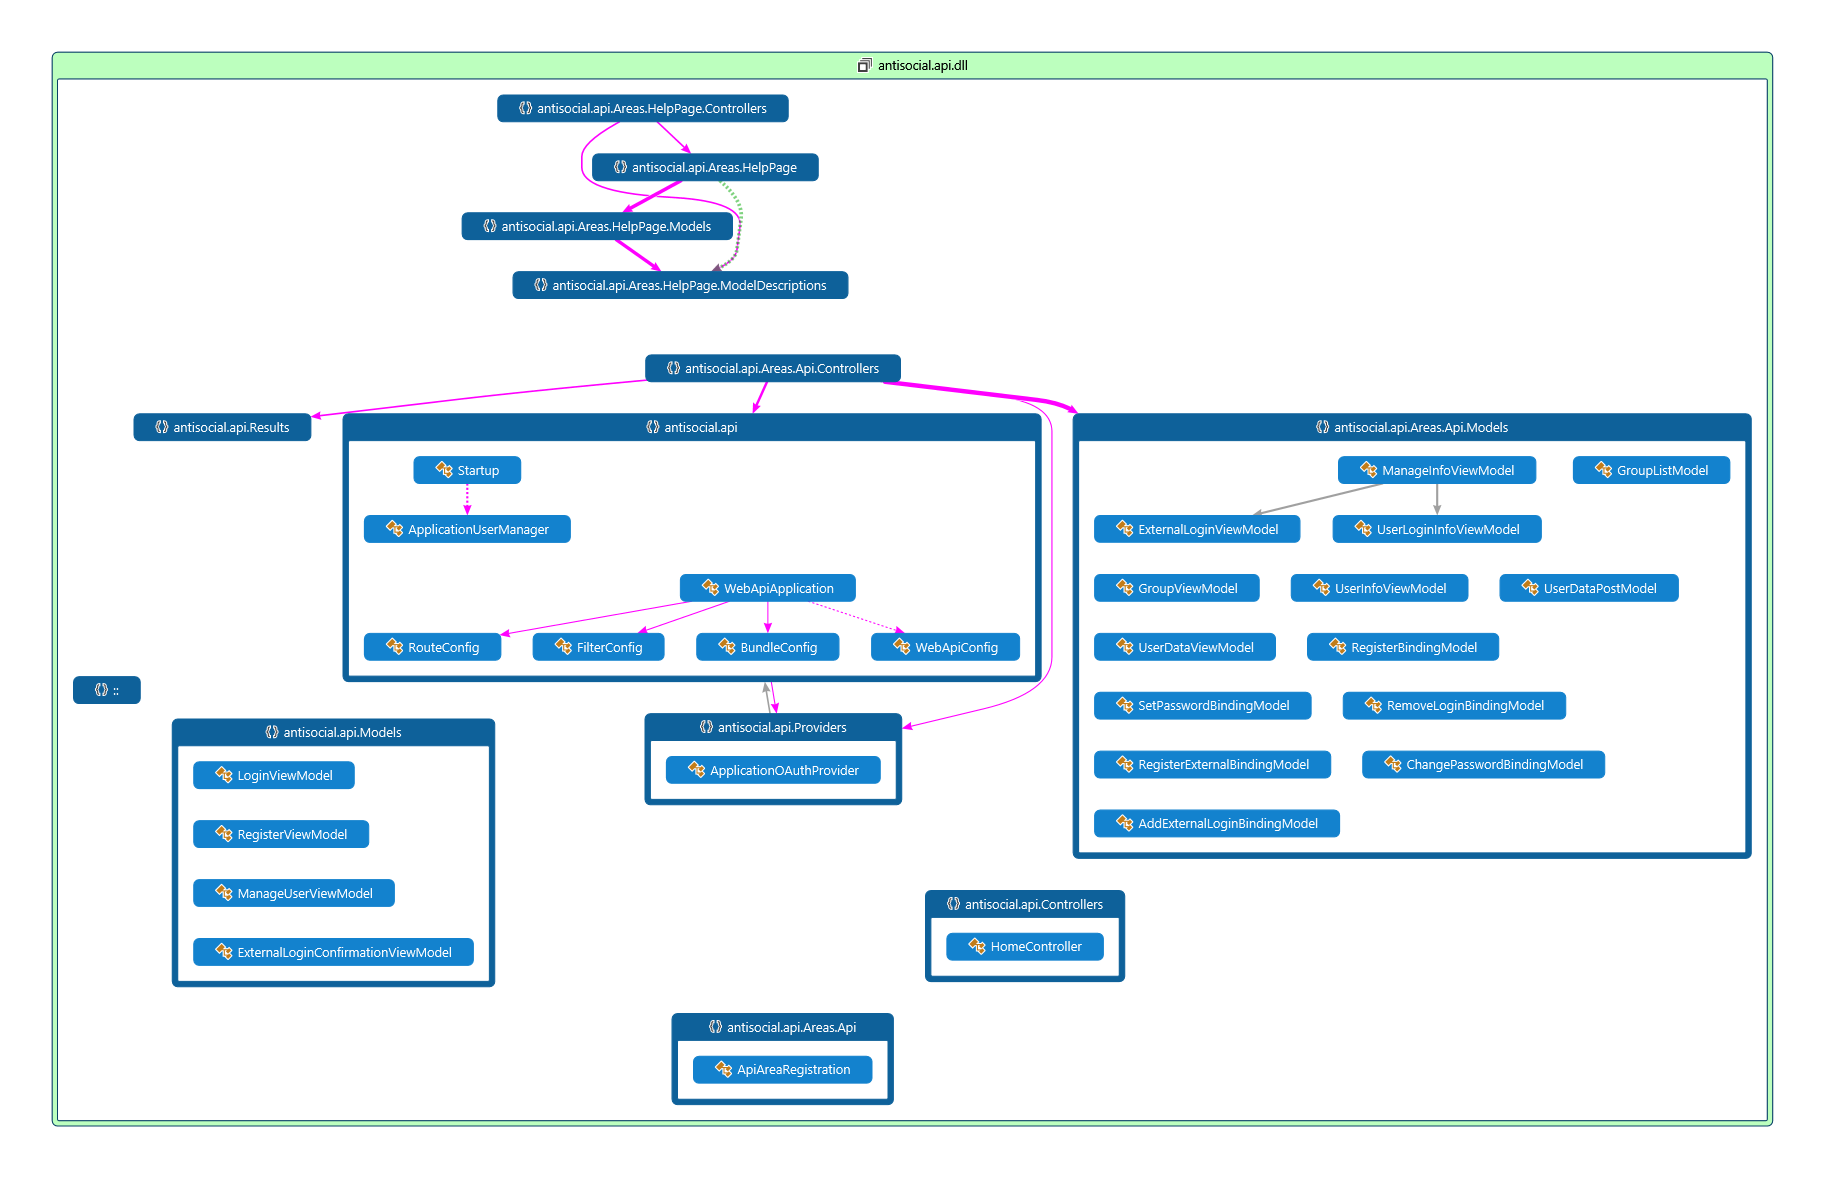 antisocial.api.dll
antisocial.api.Areas.HelpPage.Controllers
antisocial.api.Areas.HelpPage
antisocial.api.Areas.HelpPage.Models
antisocial.api.Areas.HelpPage.ModelDescriptions
antisocial.api.Areas.Api.Controllers
antisocial.api.Results
antisocial.api
Startup
ApplicationUserManager
WebApiApplication
RouteConfig
FilterConfig
BundleConfig
WebApiConfig
antisocial.api.Areas.Api.Models
ManageInfoViewModel
GroupListModel
ExternalLoginViewModel
UserLoginInfoViewModel
GroupViewModel
UserInfoViewModel
UserDataPostModel
UserDataViewModel
RegisterBindingModel
SetPasswordBindingModel
RemoveLoginBindingModel
RegisterExternalBindingModel
ChangePasswordBindingModel
AddExternalLoginBindingModel
::
antisocial.api.Models
LoginViewModel
RegisterViewModel
ManageUserViewModel
ExternalLoginConfirmationViewModel
antisocial.api.Providers
ApplicationOAuthProvider
antisocial.api.Controllers
HomeController
antisocial.api.Areas.Api
ApiAreaRegistration